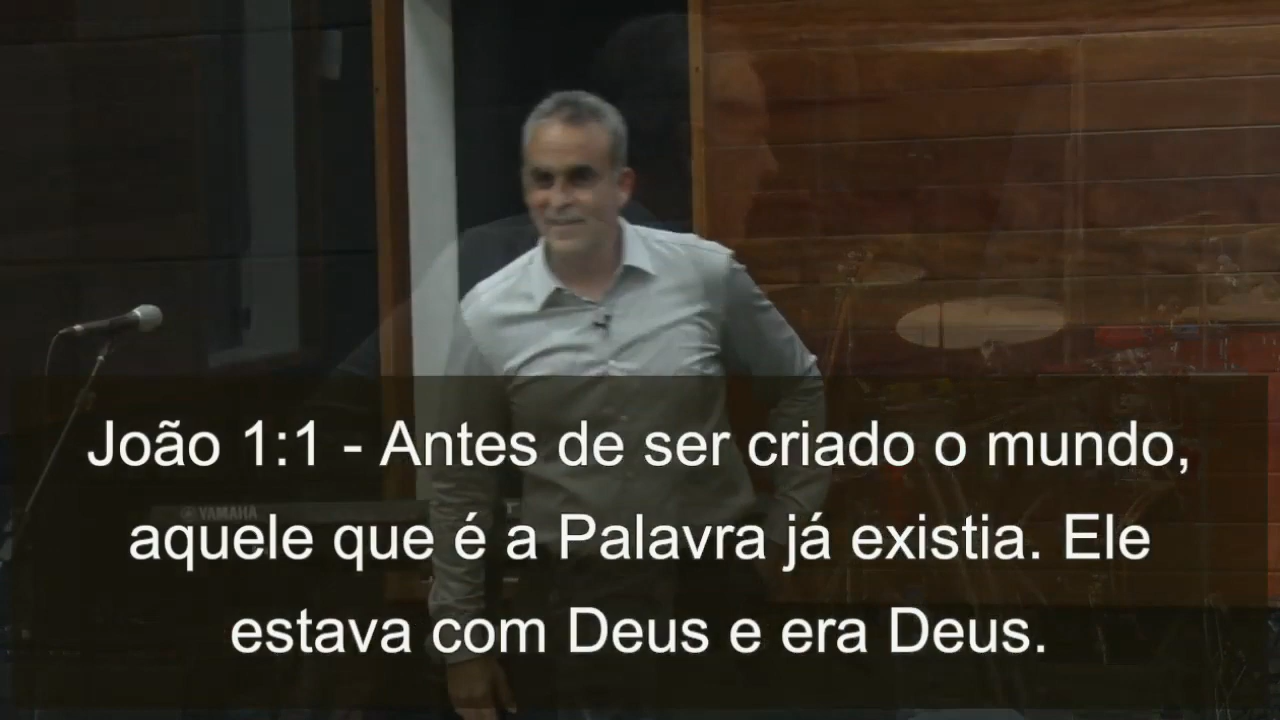 YAMAHA
João 1:1 - Antes de ser criado o mundo,
aquele que é a Palavra já existia. Ele
estava com Deus e era Deus.